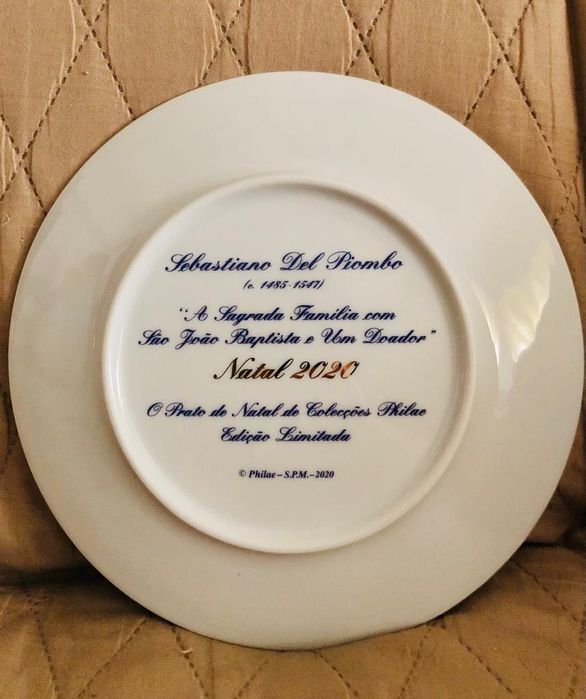 Sebastiano Del Piombo
(c. 1485-1547)
"A Sagrada Familia com
São João Baptista e Um Doador"
Natal 2020
O Prato de Natal de Colecções Philae
Edição Limitada
© Philae – S.P.M. – 2020